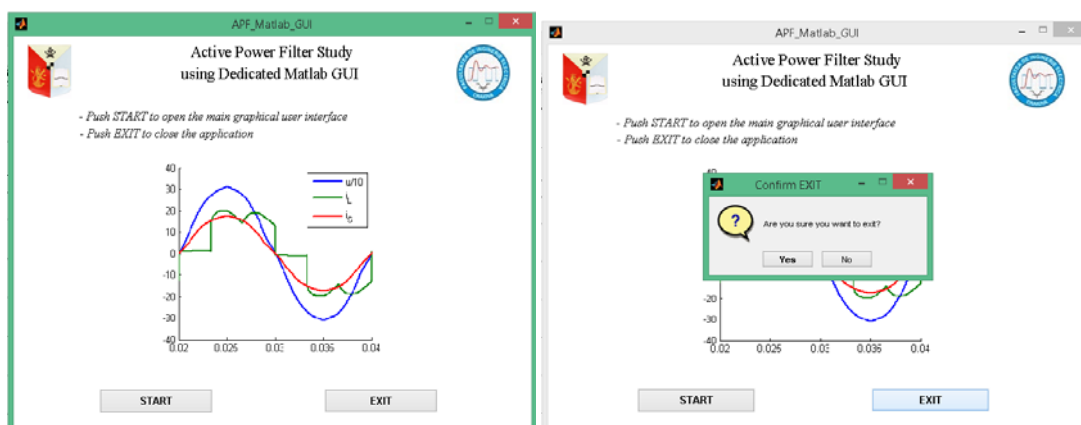 APF_Matlab_GUI
Active Power Filter Study
using Dedicated Matlab GUI
- Push START to open the main graphical user interface
- Push EXIT to close the application
40
30
20
10
0
-10
-20
-30
-40
0.02 0.025 0.03 0.035 0.04
u/10
i_L
START EXIT
APF_Matlab_GUI
Active Power Filter Study
using Dedicated Matlab GUI
- Push START to open the main graphical user interface
- Push EXIT to close the application
40
Confirm EXIT
Are you sure you want to exit?
Yes No
-20
-30
-40
0.02 0.025 0.03 0.035 0.04
START EXIT